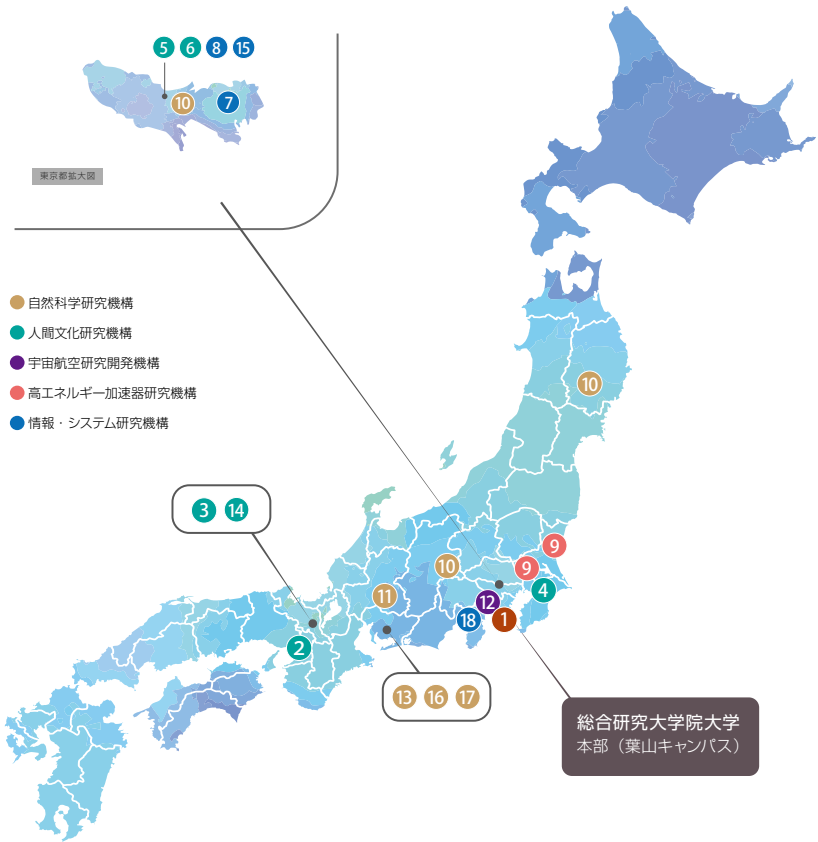 5 6 8 15
10 7
東京都拡大図
自然科学研究機構
人間文化研究機構
宇宙航空研究開発機構
高エネルギー加速器研究機構
情報・システム研究機構
10
3 14
9
10 9
11 12 4
18 1
2
13 16 17
総合研究大学院大学
本部（葉山キャンパス）